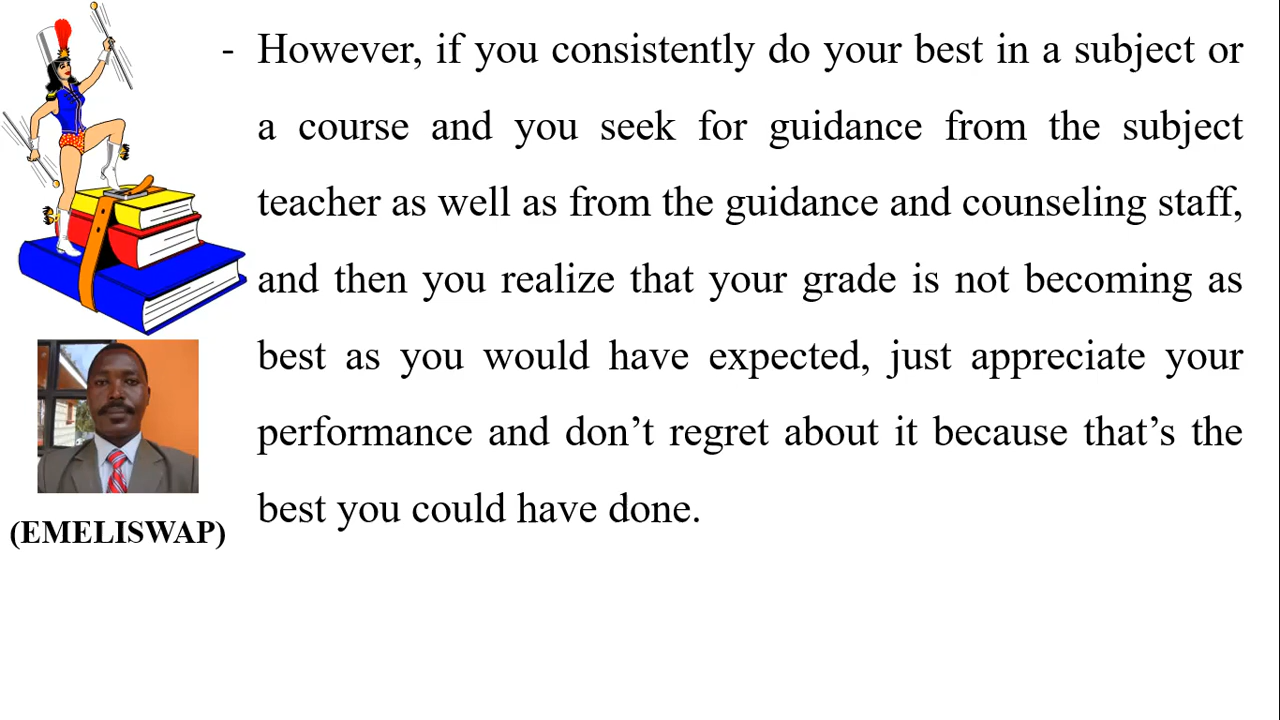 - However, if you consistently do your best in a subject or
a course and you seek for guidance from the subject
teacher as well as from the guidance and counseling staff,
and then you realize that your grade is not becoming as
best as you would have expected, just appreciate your
performance and don’t regret about it because that’s the
best you could have done.
(EMELISWAP)